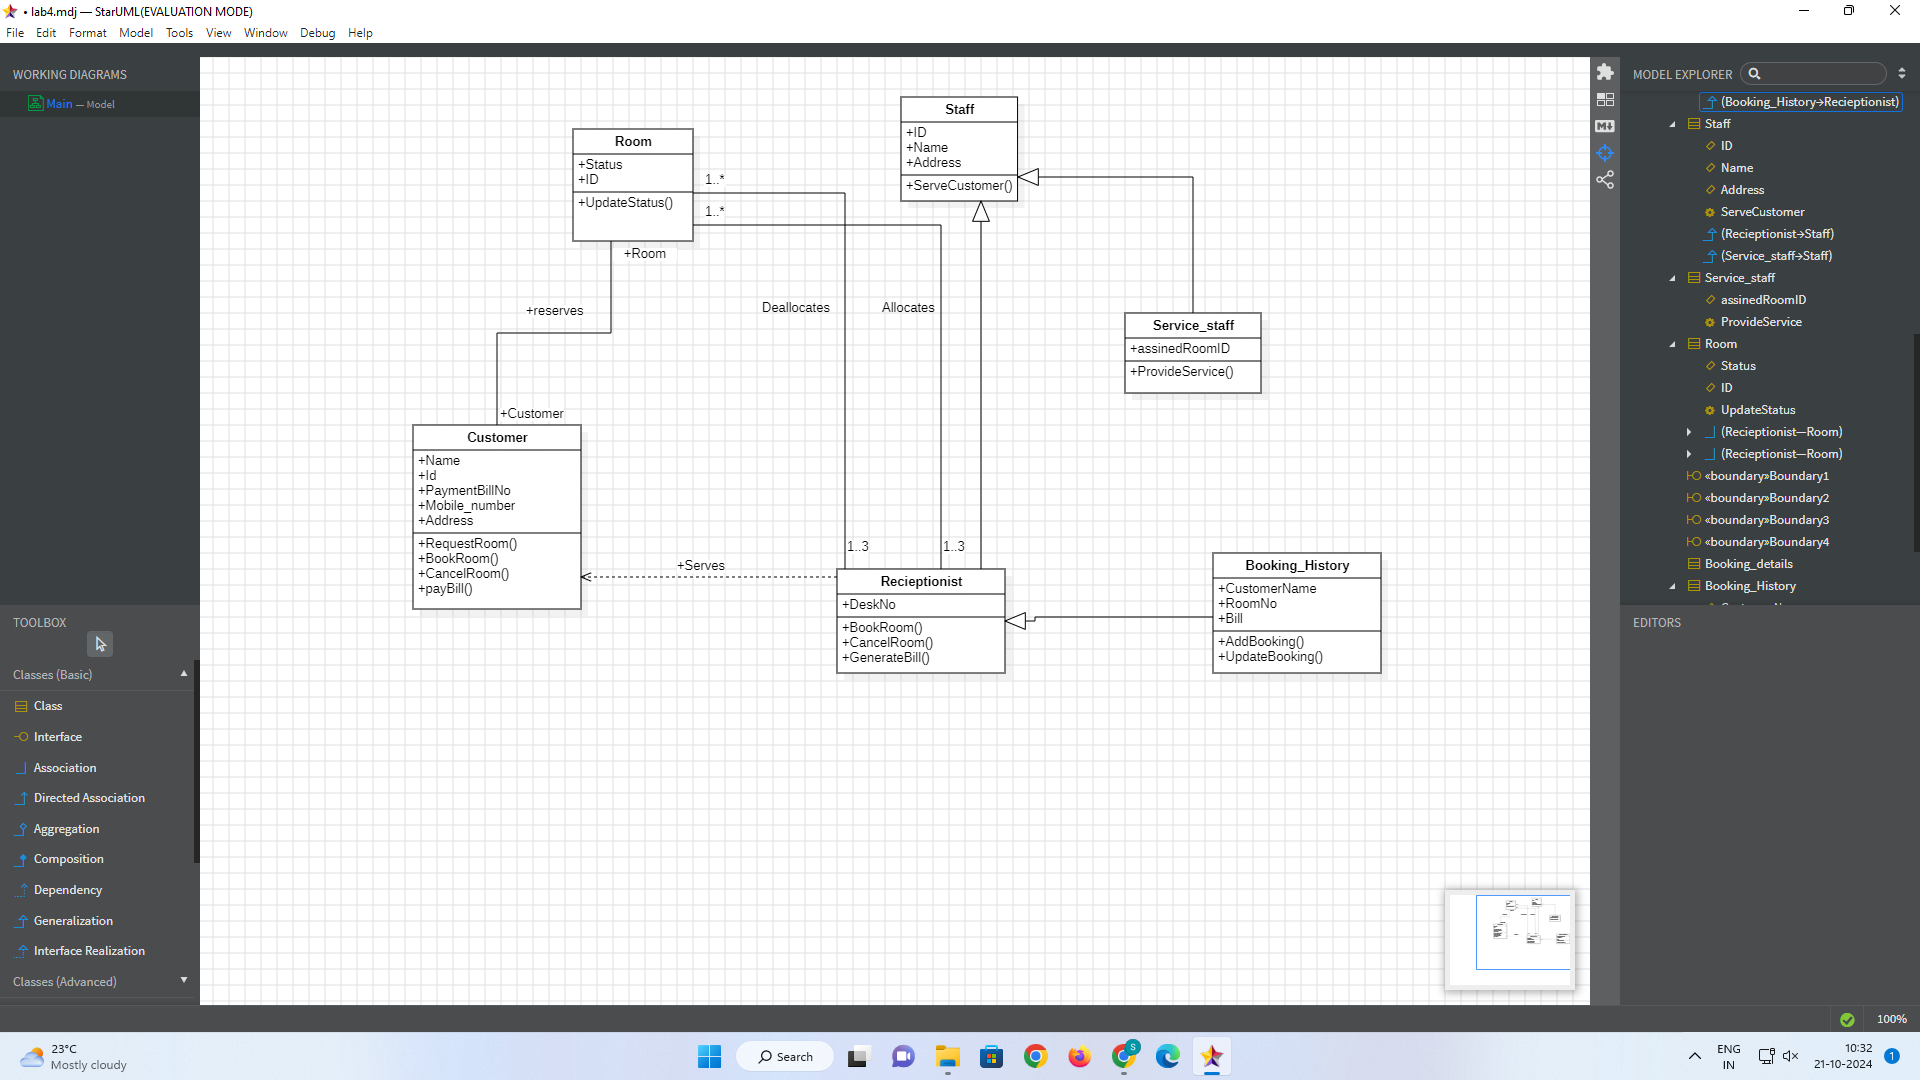 • lab4.mdj — StarUML(EVALUATION MODE)
File Edit Format Model Tools View Window Debug Help
WORKING DIAGRAMS
Main — Model
TOOLBOX
Classes (Basic)
Class
Interface
Association
Directed Association
Aggregation
Composition
Dependency
Generalization
Interface Realization
Classes (Advanced)
Room
+Status
+ID
+UpdateStatus()
1..*
1..*
+Room
+reserves
+Customer
Staff
+ID
+Name
+Address
+ServeCustomer()
Deallocates
Allocates
Service_staff
+assinedRoomID
+ProvideService()
Customer
+Name
+Id
+PaymentBillNo
+Mobile_number
+Address
+RequestRoom()
+BookRoom()
+CancelRoom()
+payBill()
+Serves
1..3
1..3
Recieptionist
+DeskNo
+BookRoom()
+CancelRoom()
+GenerateBill()
Booking_History
+CustomerName
+RoomNo
+Bill
+AddBooking()
+UpdateBooking()
MODEL EXPLORER
(Booking_History→Recieptionist)
Staff
ID
Name
Address
ServeCustomer
(Recieptionist→Staff)
(Service_staff→Staff)
Service_staff
assinedRoomID
ProvideService
Room
Status
ID
UpdateStatus
(Recieptionist—Room)
(Recieptionist—Room)
«boundary»Boundary1
«boundary»Boundary2
«boundary»Boundary3
«boundary»Boundary4
Booking_details
Booking_History
EDITORS
100%
23°C
Mostly cloudy
Search
S
ENG
IN
10:32
21-10-2024
1